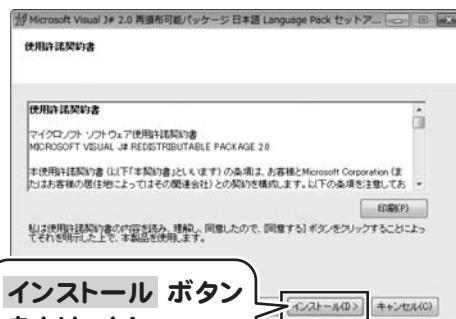 Microsoft Visual J# 2.0 再頒布可能パッケージ 日本語 Language Pack セットア...
使用許諾契約書
使用許諾契約書
マイクロソフト ソフトウェア使用許諾契約書
MICROSOFT VISUAL J# REDISTRIBUTABLE PACKAGE 2.0
本使用許諾契約書 (以下「本契約書」といいます) の条項は、お客様とMicrosoft Corporation (ま
たはお客様の居住地によってはその関連会社) との契約を構成します。以下の条項を注意してお
印刷(P)
私は使用許諾契約書の内容を読み、理解し、同意したので、[同意する] ボタンをクリックすることによっ
てそれを明示した上で、本製品を使用します。
インストール ボタン
インストール(I) >
キャンセル(C)